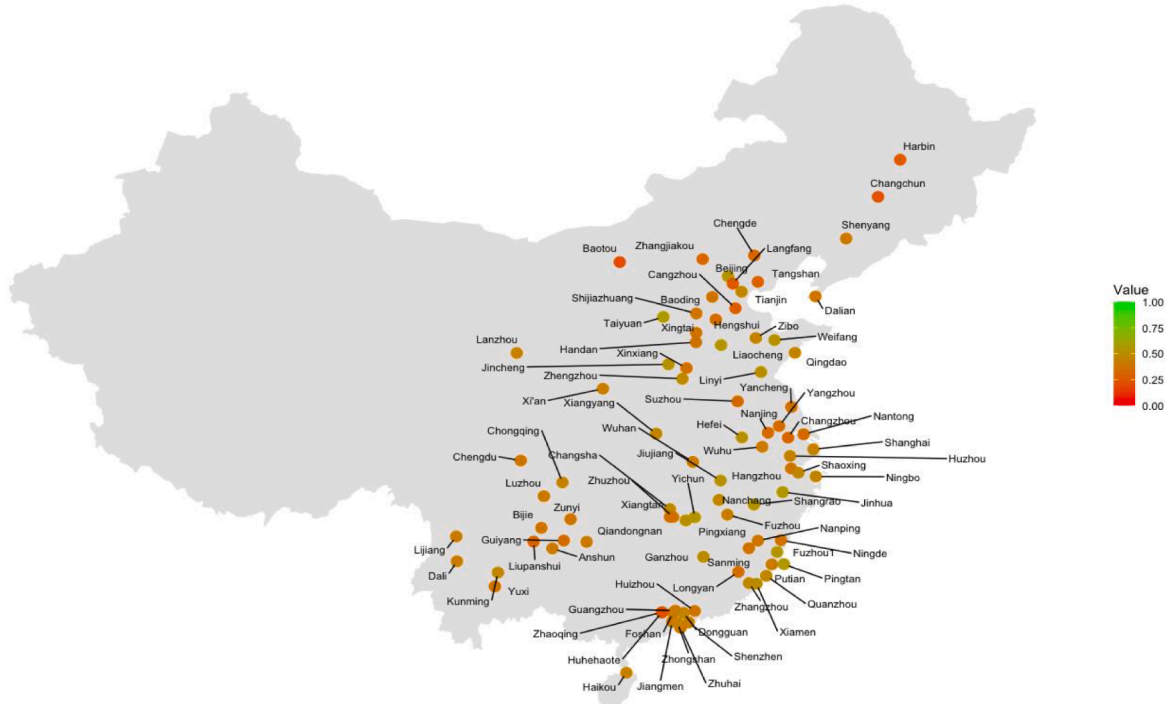 Harbin
Changchun
Shenyang
Chengde
Langfang
Zhangjiakou
Baotou
Beijing
Tangshan
Cangzhou
Shijiazhuang
Baoding
Tianjin
Dalian
Taiyuan
Xingtai
Hengshui
Zibo
Weifang
Lanzhou
Handan
Xinxiang
Liaocheng
Qingdao
Jincheng
Zhengzhou
Linyi
Yancheng
Yangzhou
Xi'an
Xiangyang
Suzhou
Nanjing
Changzhou
Nantong
Hefei
Wuhan
Chongqing
Shanghai
Wuhu
Huzhou
Chengdu
Changsha
Jiujiang
Hangzhou
Shaoxing
Ningbo
Luzhou
Zhuzhou
Yichun
Nanchang
Shangrao
Jinhua
Zunyi
Xiangtan
Bijie
Pingxiang
Fuzhou
Nanping
Qiandongnan
Guiyang
Lijiang
Anshun
Ganzhou
Sanming
Fuzhou1
Ningde
Liupanshui
Dali
Yuxi
Kunming
Huizhou
Longyan
Putian
Pingtan
Quanzhou
Zhangzhou
Guangzhou
Xiamen
Zhaoqing
Foshan
Dongguan
Huhehaote
Zhongshan
Shenzhen
Haikou
Jiangmen
Zhuhai
Value
1.00
0.75
0.50
0.25
0.00